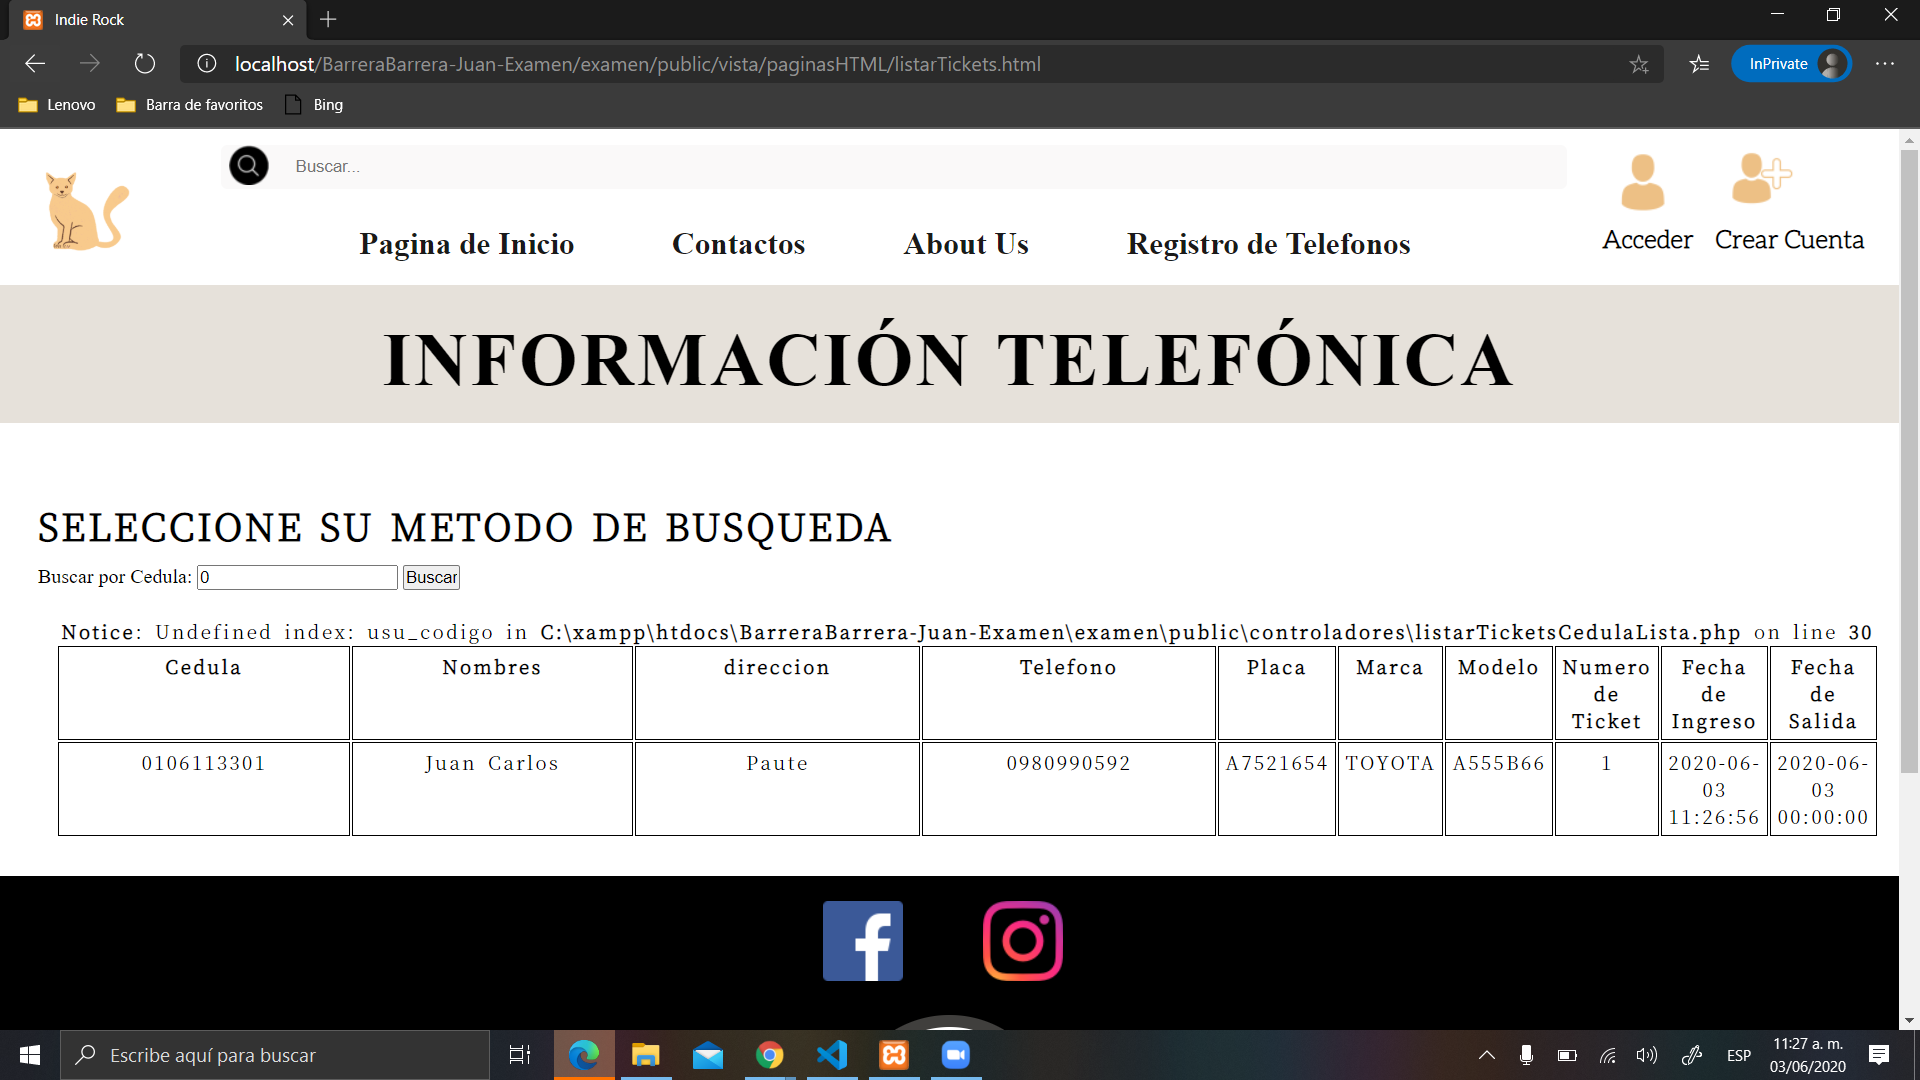 Indie Rock
localhost/BarreraBarrera-Juan-Examen/examen/public/vista/paginasHTML/listarTickets.html
InPrivate
Lenovo
Barra de favoritos
Bing
Buscar...
Pagina de Inicio
Contactos
About Us
Registro de Telefonos
Acceder
Crear Cuenta
INFORMACIÓN TELEFÓNICA
SELECCIONE SU METODO DE BUSQUEDA
Buscar por Cedula: 0 Buscar
Notice: Undefined index: usu_codigo in C:\xampp\htdocs\BarreraBarrera-Juan-Examen\examen\public\controladores\listarTicketsCedulaLista.php on line 30
Cedula
Nombres
direccion
Telefono
Placa
Marca
Modelo
Numero
de
Ticket
Fecha
de
Ingreso
Fecha
de
Salida
0106113301
Juan Carlos
Paute
0980990592
A7521654
TOYOTA
A555B66
1
2020-06-
03
11:26:56
2020-06-
03
00:00:00
Escribe aquí para buscar
ESP
11:27 a. m.
03/06/2020